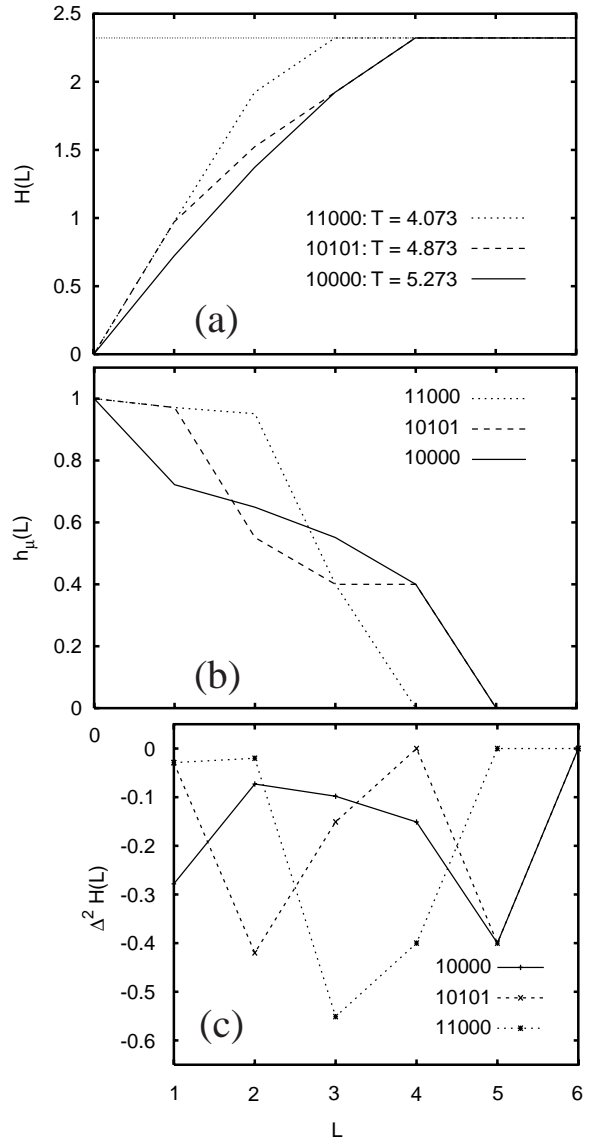 2.5
2
1.5
1
0.5
0
H(L)
11000: T = 4.073
10101: T = 4.873
10000: T = 5.273
(a)
1
0.8
0.6
0.4
0.2
0
hμ(L)
11000
10101
10000
(b)
0
0
-0.1
-0.2
-0.3
-0.4
-0.5
-0.6
Δ² H(L)
10000
10101
11000
(c)
1 2 3 4 5 6
L